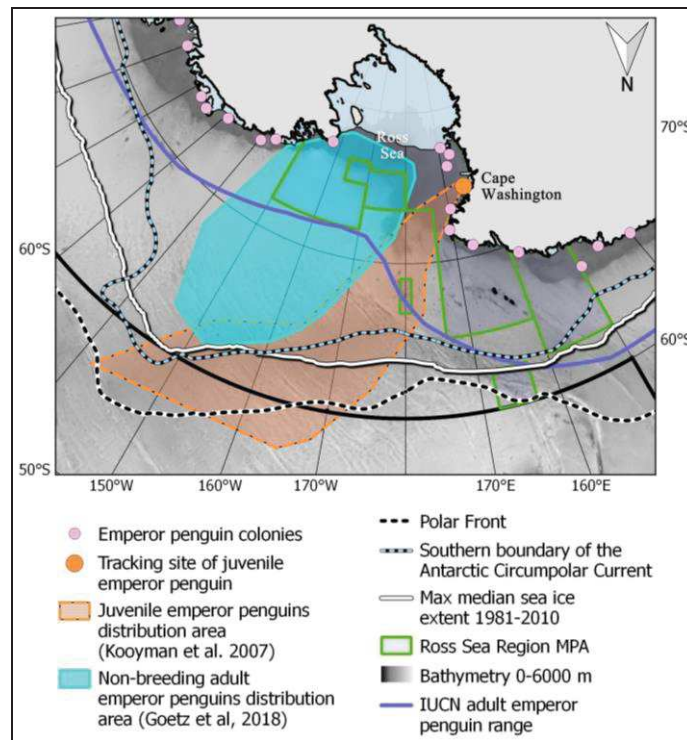 Ross
Sea
70°S
Cape
Washington
60°S
60°S
50°S
150°W
160°W
170°W
170°E
160°E
N
Emperor penguin colonies
Tracking site of juvenile
emperor penguin
Juvenile emperor penguins
distribution area
(Kooyman et al. 2007)
Non-breeding adult
emperor penguins distribution
area (Goetz et al, 2018)
Polar Front
Southern boundary of the
Antarctic Circumpolar Current
Max median sea ice
extent 1981-2010
Ross Sea Region MPA
Bathymetry 0-6000 m
IUCN adult emperor
penguin range